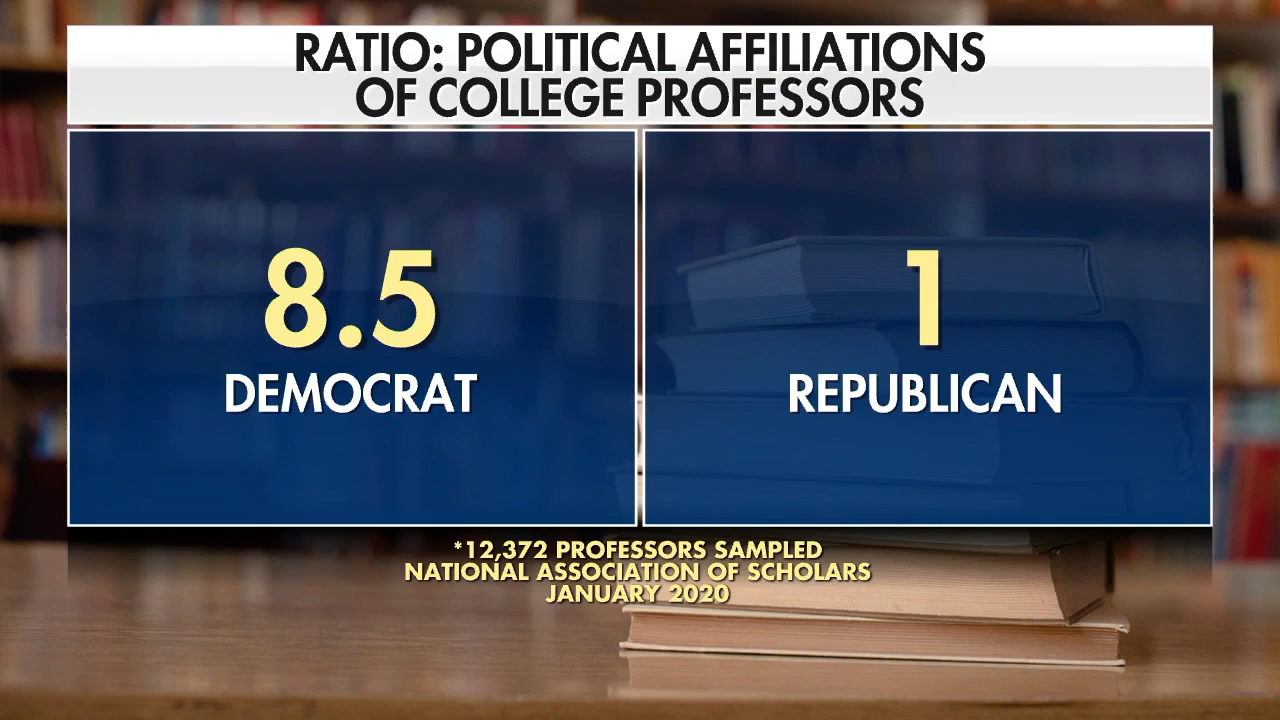 RATIO: POLITICAL AFFILIATIONS
OF COLLEGE PROFESSORS
8.5
DEMOCRAT
1
REPUBLICAN
*12,372 PROFESSORS SAMPLED
NATIONAL ASSOCIATION OF SCHOLARS
JANUARY 2020